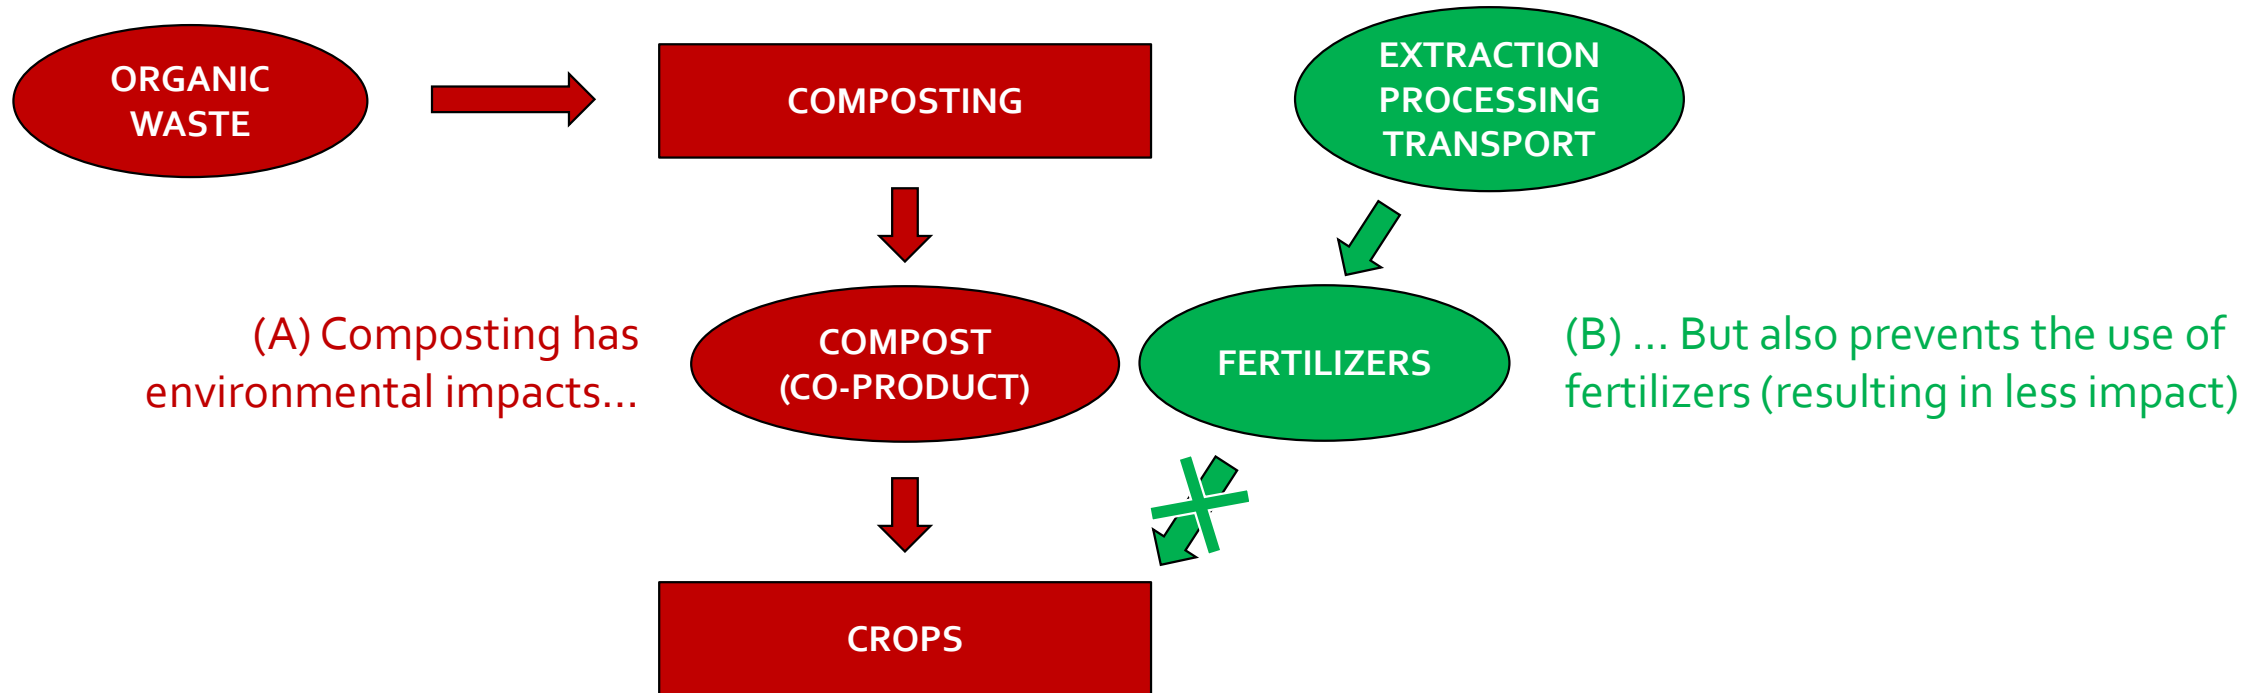 ORGANIC
WASTE
COMPOSTING
EXTRACTION
PROCESSING
TRANSPORT
(A) Composting has
environmental impacts...
COMPOST
(CO-PRODUCT)
FERTILIZERS
(B) ... But also prevents the use of
fertilizers (resulting in less impact)
CROPS